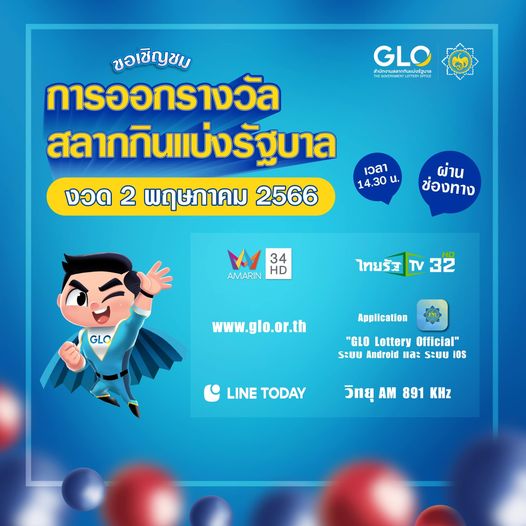 ขอเชิญชม
GLO
สำนักงานสลากกินแบ่งรัฐบาล
THE GOVERNMENT LOTTERY OFFICE
การออกรางวัล
สลากกินแบ่งรัฐบาล
งวด 2 พฤษภาคม 2566
เวลา
14.30 น.
ผ่าน
ช่องทาง
AMARIN
34
HD
ไทยรัฐ TV 32 HD
GLO
www.glo.or.th
Application
"GLO Lottery Official"
ระบบ Android และ ระบบ iOS
LINE TODAY
วิทยุ AM 891 KHz